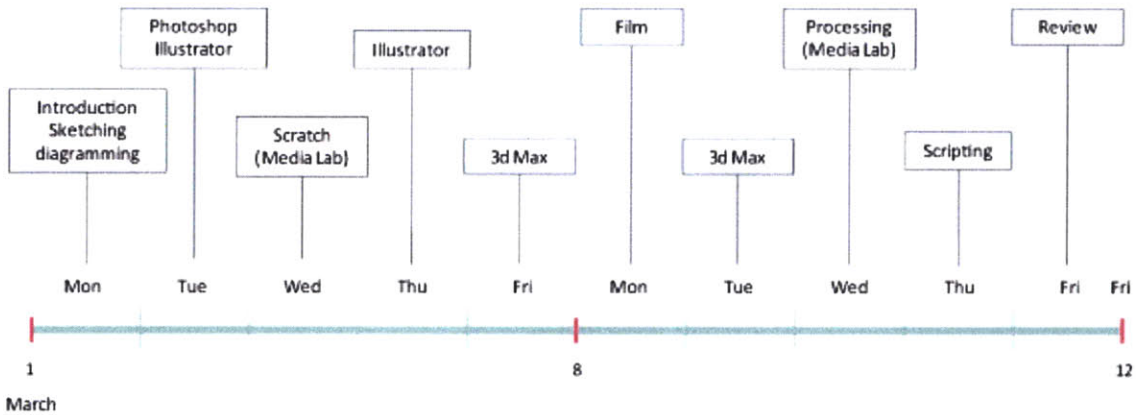 Photoshop
Illustrator
Illustrator
Film
Processing
(Media Lab)
Review
Introduction
Sketching
diagramming
Scratch
(Media Lab)
3d Max
3d Max
Scripting
Mon Tue Wed Thu Fri Mon Tue Wed Thu Fri Fri
1 8 12
March